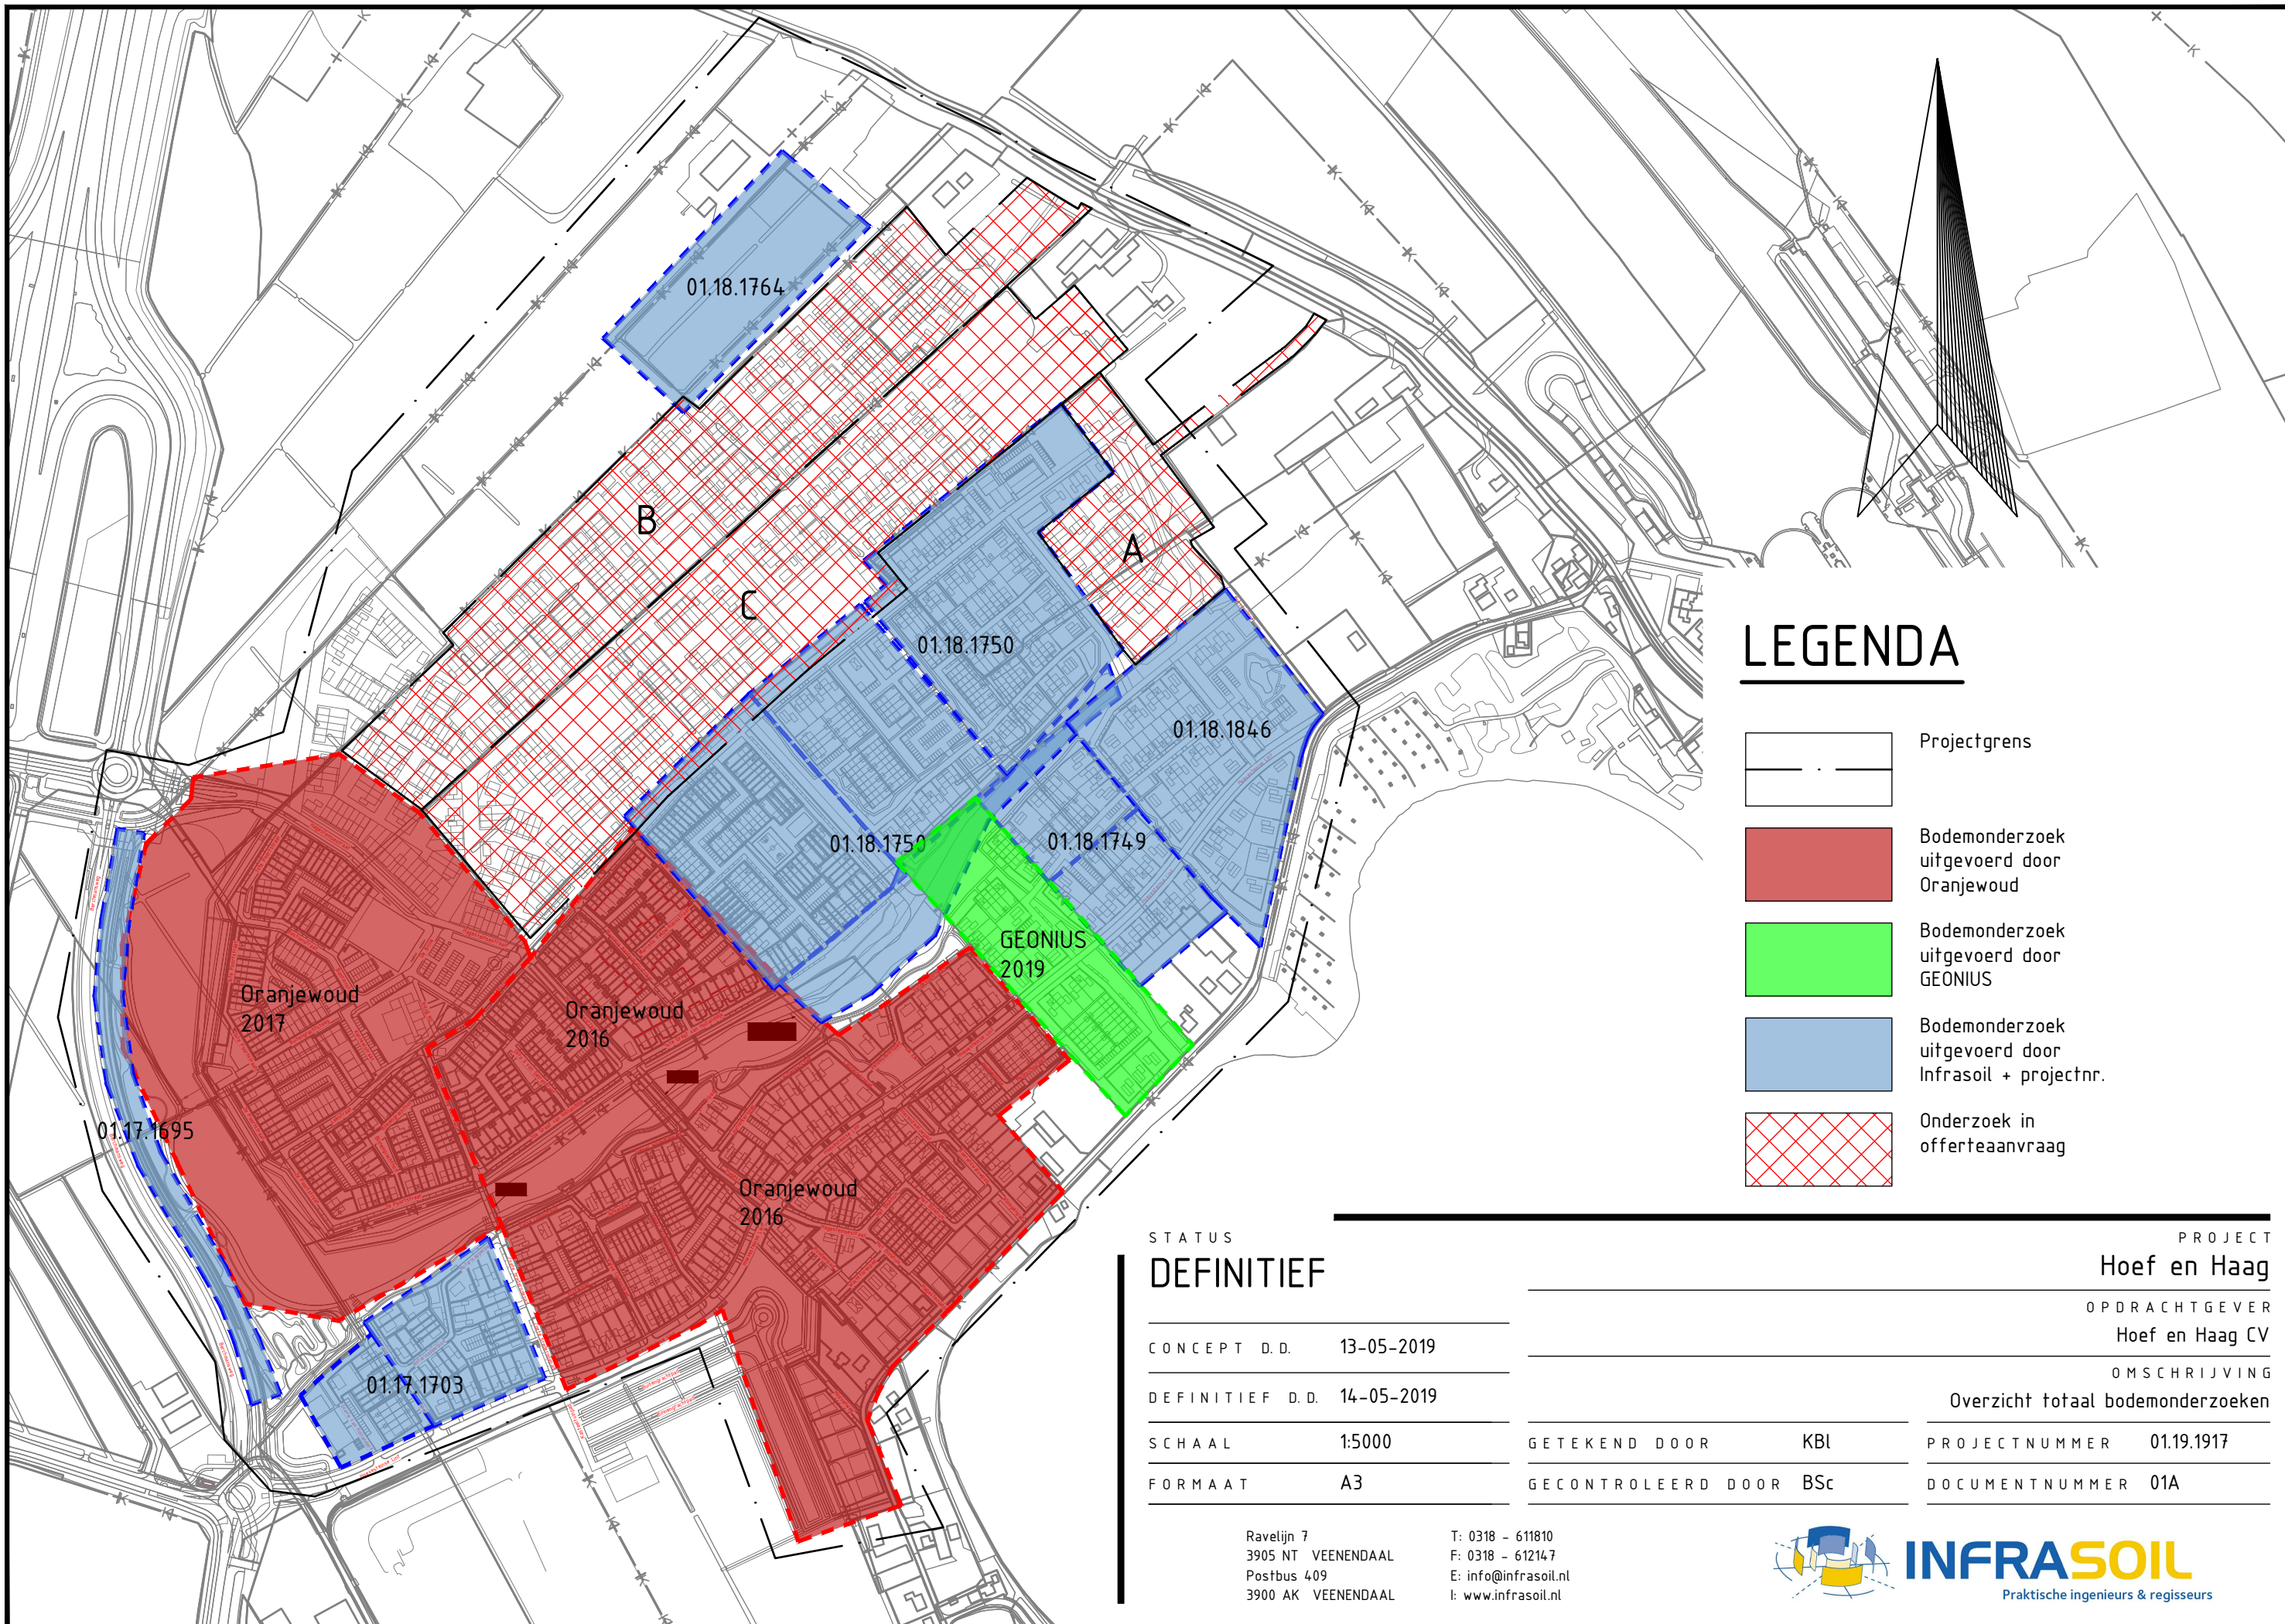 01.18.1764
B
A
C
01.18.1750
01.18.1846
01.18.1750
01.18.1749
GEONIUS
2019
Oranjewoud
2017
Oranjewoud
2016
01.17.1695
Oranjewoud
2016
01.17.1703
LEGENDA
Projectgrens
Bodemonderzoek
uitgevoerd door
Oranjewoud
Bodemonderzoek
uitgevoerd door
GEONIUS
Bodemonderzoek
uitgevoerd door
Infrasoil + projectnr.
Onderzoek in
offerteaanvraag
STATUS
DEFINITIEF
CONCEPT D.D. 13-05-2019
DEFINITIEF D.D. 14-05-2019
SCHAAL 1:5000
FORMAAT A3
PROJECT
Hoef en Haag
OPDRACHTGEVER
Hoef en Haag CV
OMSCHRIJVING
Overzicht totaal bodemonderzoeken
GETEKEND DOOR KBl
PROJECTNUMMER 01.19.1917
GECONTROLEERD DOOR BSc
DOCUMENTNUMMER 01A
Ravelijn 7
3905 NT VEENENDAAL
Postbus 409
3900 AK VEENENDAAL
T: 0318 - 611810
F: 0318 - 612147
E: info@infrasoil.nl
I: www.infrasoil.nl
INFRASOIL
Praktische ingenieurs & regisseurs